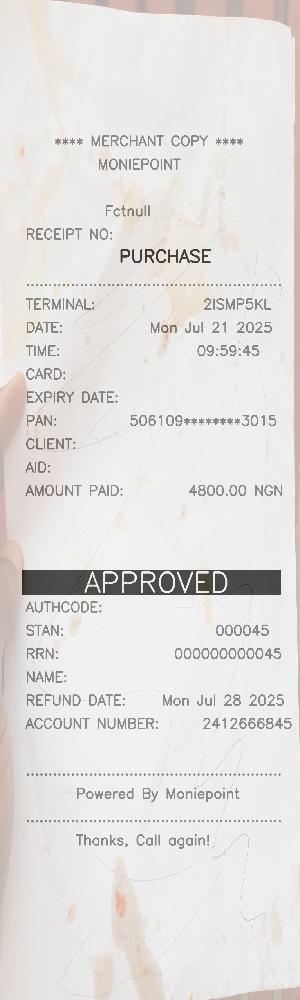 **** MERCHANT COPY ****
MONIEPOINT
Fctnull
RECEIPT NO:
PURCHASE
TERMINAL: 2ISMP5KL
DATE: Mon Jul 21 2025
TIME: 09:59:45
CARD:
EXPIRY DATE:
PAN: 506109********3015
CLIENT:
AID:
AMOUNT PAID: 4800.00 NGN
APPROVED
AUTHCODE:
STAN: 000045
RRN: 000000000045
NAME:
REFUND DATE: Mon Jul 28 2025
ACCOUNT NUMBER: 2412666845
Powered By Moniepoint
Thanks, Call again!